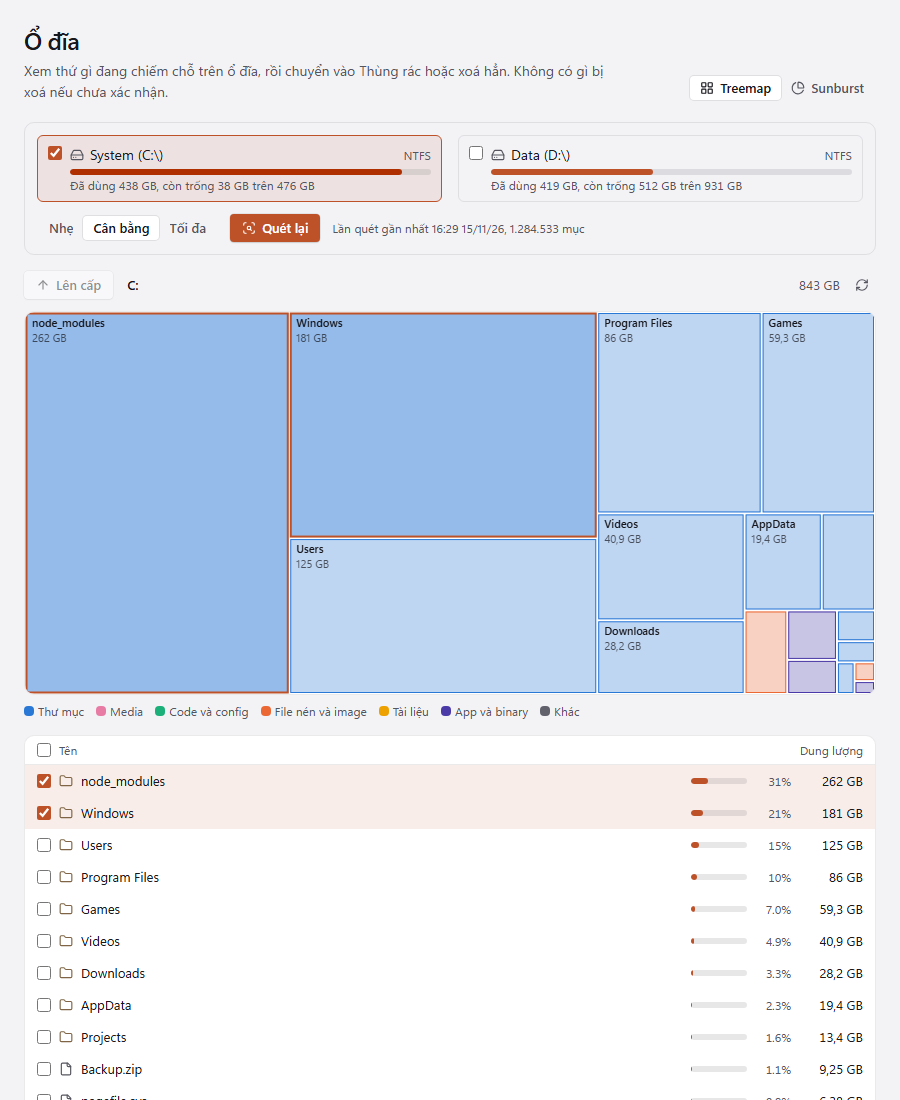 Ổ đĩa
Xem thứ gì đang chiếm chỗ trên ổ đĩa, rồi chuyển vào Thùng rác hoặc xoá hẳn. Không có gì bị
xoá nếu chưa xác nhận.
Treemap
Sunburst
System (C:\)
NTFS
Đã dùng 438 GB, còn trống 38 GB trên 476 GB
Data (D:\)
NTFS
Đã dùng 419 GB, còn trống 512 GB trên 931 GB
Nhẹ
Cân bằng
Tối đa
Quét lại
Lần quét gần nhất 16:29 15/11/26, 1.284.533 mục
Lên cấp
C:
843 GB
node_modules
262 GB
Windows
181 GB
Program Files
86 GB
Games
59,3 GB
Users
125 GB
Videos
40,9 GB
AppData
19,4 GB
Downloads
28,2 GB
Thư mục
Media
Code và config
File nén và image
Tài liệu
App và binary
Khác
Tên
Dung lượng
node_modules 31% 262 GB
Windows 21% 181 GB
Users 15% 125 GB
Program Files 10% 86 GB
Games 7.0% 59,3 GB
Videos 4.9% 40,9 GB
Downloads 3.3% 28,2 GB
AppData 2.3% 19,4 GB
Projects 1.6% 13,4 GB
Backup.zip 1.1% 9,25 GB